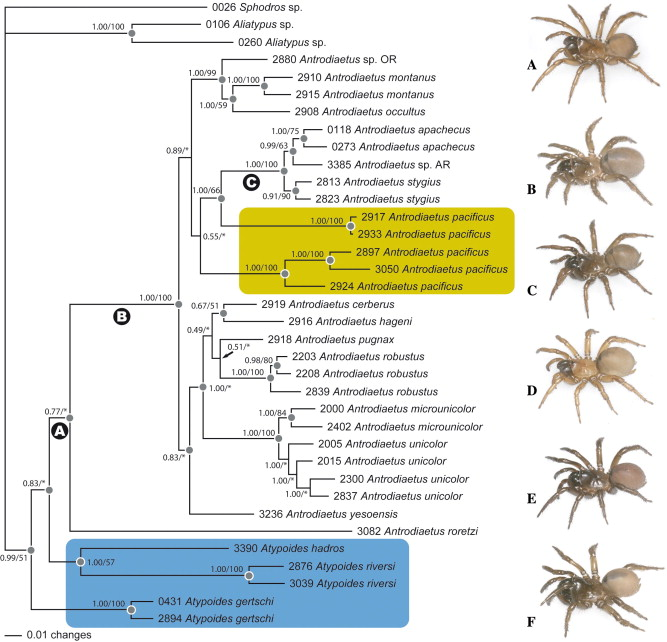 0026 Sphodros sp.
0106 Aliatypus sp.
1.00/100
0260 Aliatypus sp.
2880 Antrodiaetus sp. OR
1.00/99
2910 Antrodiaetus montanus
1.00/100
2915 Antrodiaetus montanus
1.00/59
2908 Antrodiaetus occultus
0118 Antrodiaetus apachecus
1.00/75
0273 Antrodiaetus apachecus
0.99/63
0.89/*
3385 Antrodiaetus sp. AR
1.00/100
C
2813 Antrodiaetus stygius
1.00/66
0.91/90
2823 Antrodiaetus stygius
2917 Antrodiaetus pacificus
1.00/100
2933 Antrodiaetus pacificus
0.55/*
2897 Antrodiaetus pacificus
1.00/100
3050 Antrodiaetus pacificus
1.00/100
2924 Antrodiaetus pacificus
1.00/100
B
2919 Antrodiaetus cerberus
0.67/51
2916 Antrodiaetus hageni
0.49/*
2918 Antrodiaetus pugnax
0.51/*
2203 Antrodiaetus robustus
0.98/80
2208 Antrodiaetus robustus
1.00/100
2839 Antrodiaetus robustus
1.00/*
2000 Antrodiaetus microunicolor
1.00/84
2402 Antrodiaetus microunicolor
1.00/100
2005 Antrodiaetus unicolor
0.77/*
A
2015 Antrodiaetus unicolor
1.00/*
0.83/*
2300 Antrodiaetus unicolor
1.00/*
2837 Antrodiaetus unicolor
1.00/*
0.83/*
3236 Antrodiaetus yesoensis
3082 Antrodiaetus roretzi
3390 Atypoides hadros
0.99/51
1.00/57
2876 Atypoides riversi
1.00/100
3039 Atypoides riversi
0431 Atypoides gertschi
1.00/100
2894 Atypoides gertschi
0.01 changes
A
B
C
D
E
F